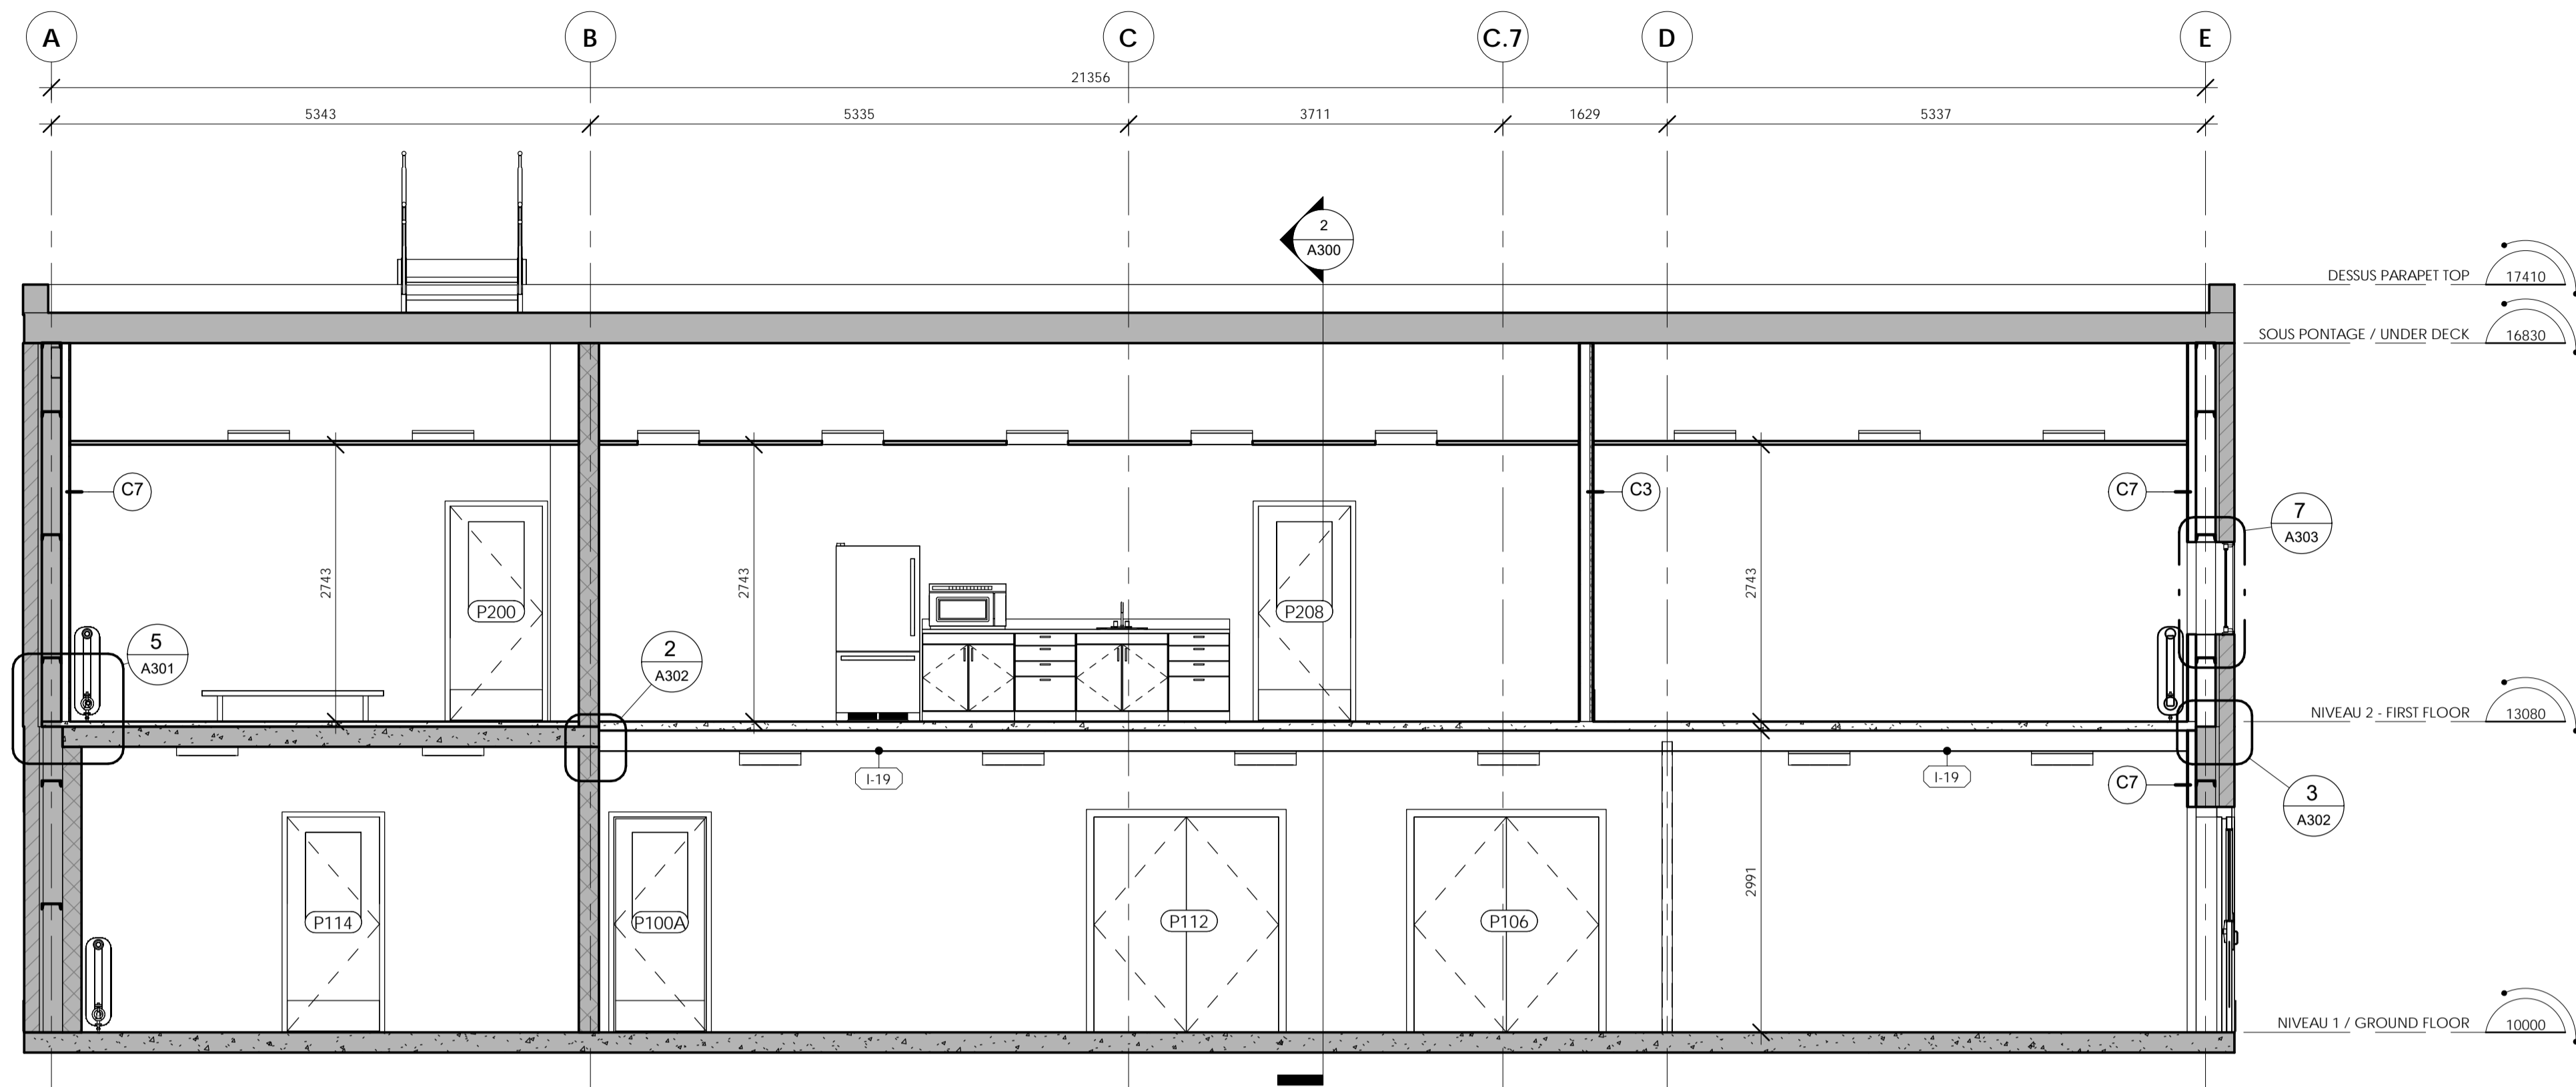 A B C C.7 D E
21356
5343 5335 3711 1629 5337
2
A300
DESSUS PARAPET TOP 17410
SOUS PONTAGE / UNDER DECK 16830
C7 C3 C7
7
A303
2743 2743 2743
P200 P208
5
A301
2
A302
NIVEAU 2 - FIRST FLOOR 13080
I-19 I-19
C7
3
A302
2991
P114 P100A P112 P106
NIVEAU 1 / GROUND FLOOR 10000